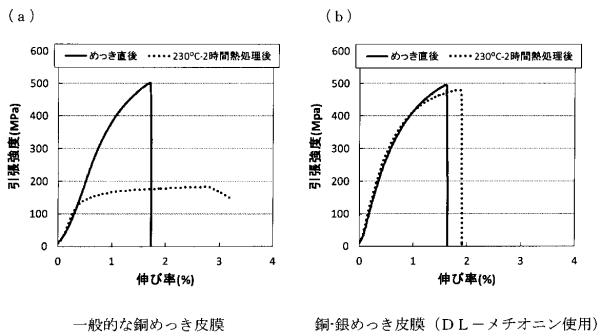 (a)
600
500
400
300
200
100
0
引張強度(MPa)
めっき直後
230℃-2時間熱処理後
0 1 2 3 4
伸び率(%)
一般的な銅めっき皮膜
(b)
600
500
400
300
200
100
0
引張強度(MPa)
めっき直後
230℃-2時間熱処理後
0 1 2 3 4
伸び率(%)
銅-銀めっき皮膜(DL-メチオニン使用)